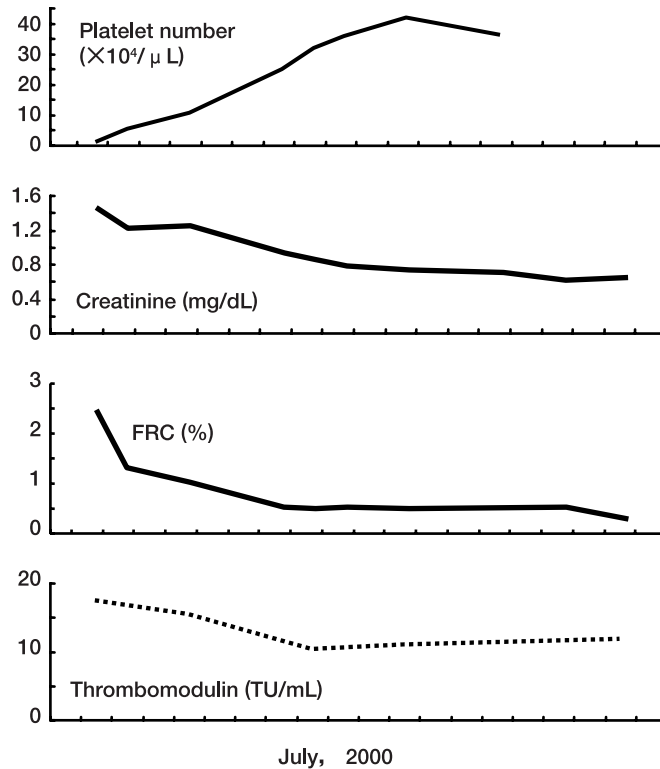 40
30
20
10
0
Platelet number
(×10⁴/ μ L)
1.6
1.2
0.8
0.4
0
Creatinine (mg/dL)
3
2
1
0
FRC (%)
20
10
0
Thrombomodulin (TU/mL)
July, 2000